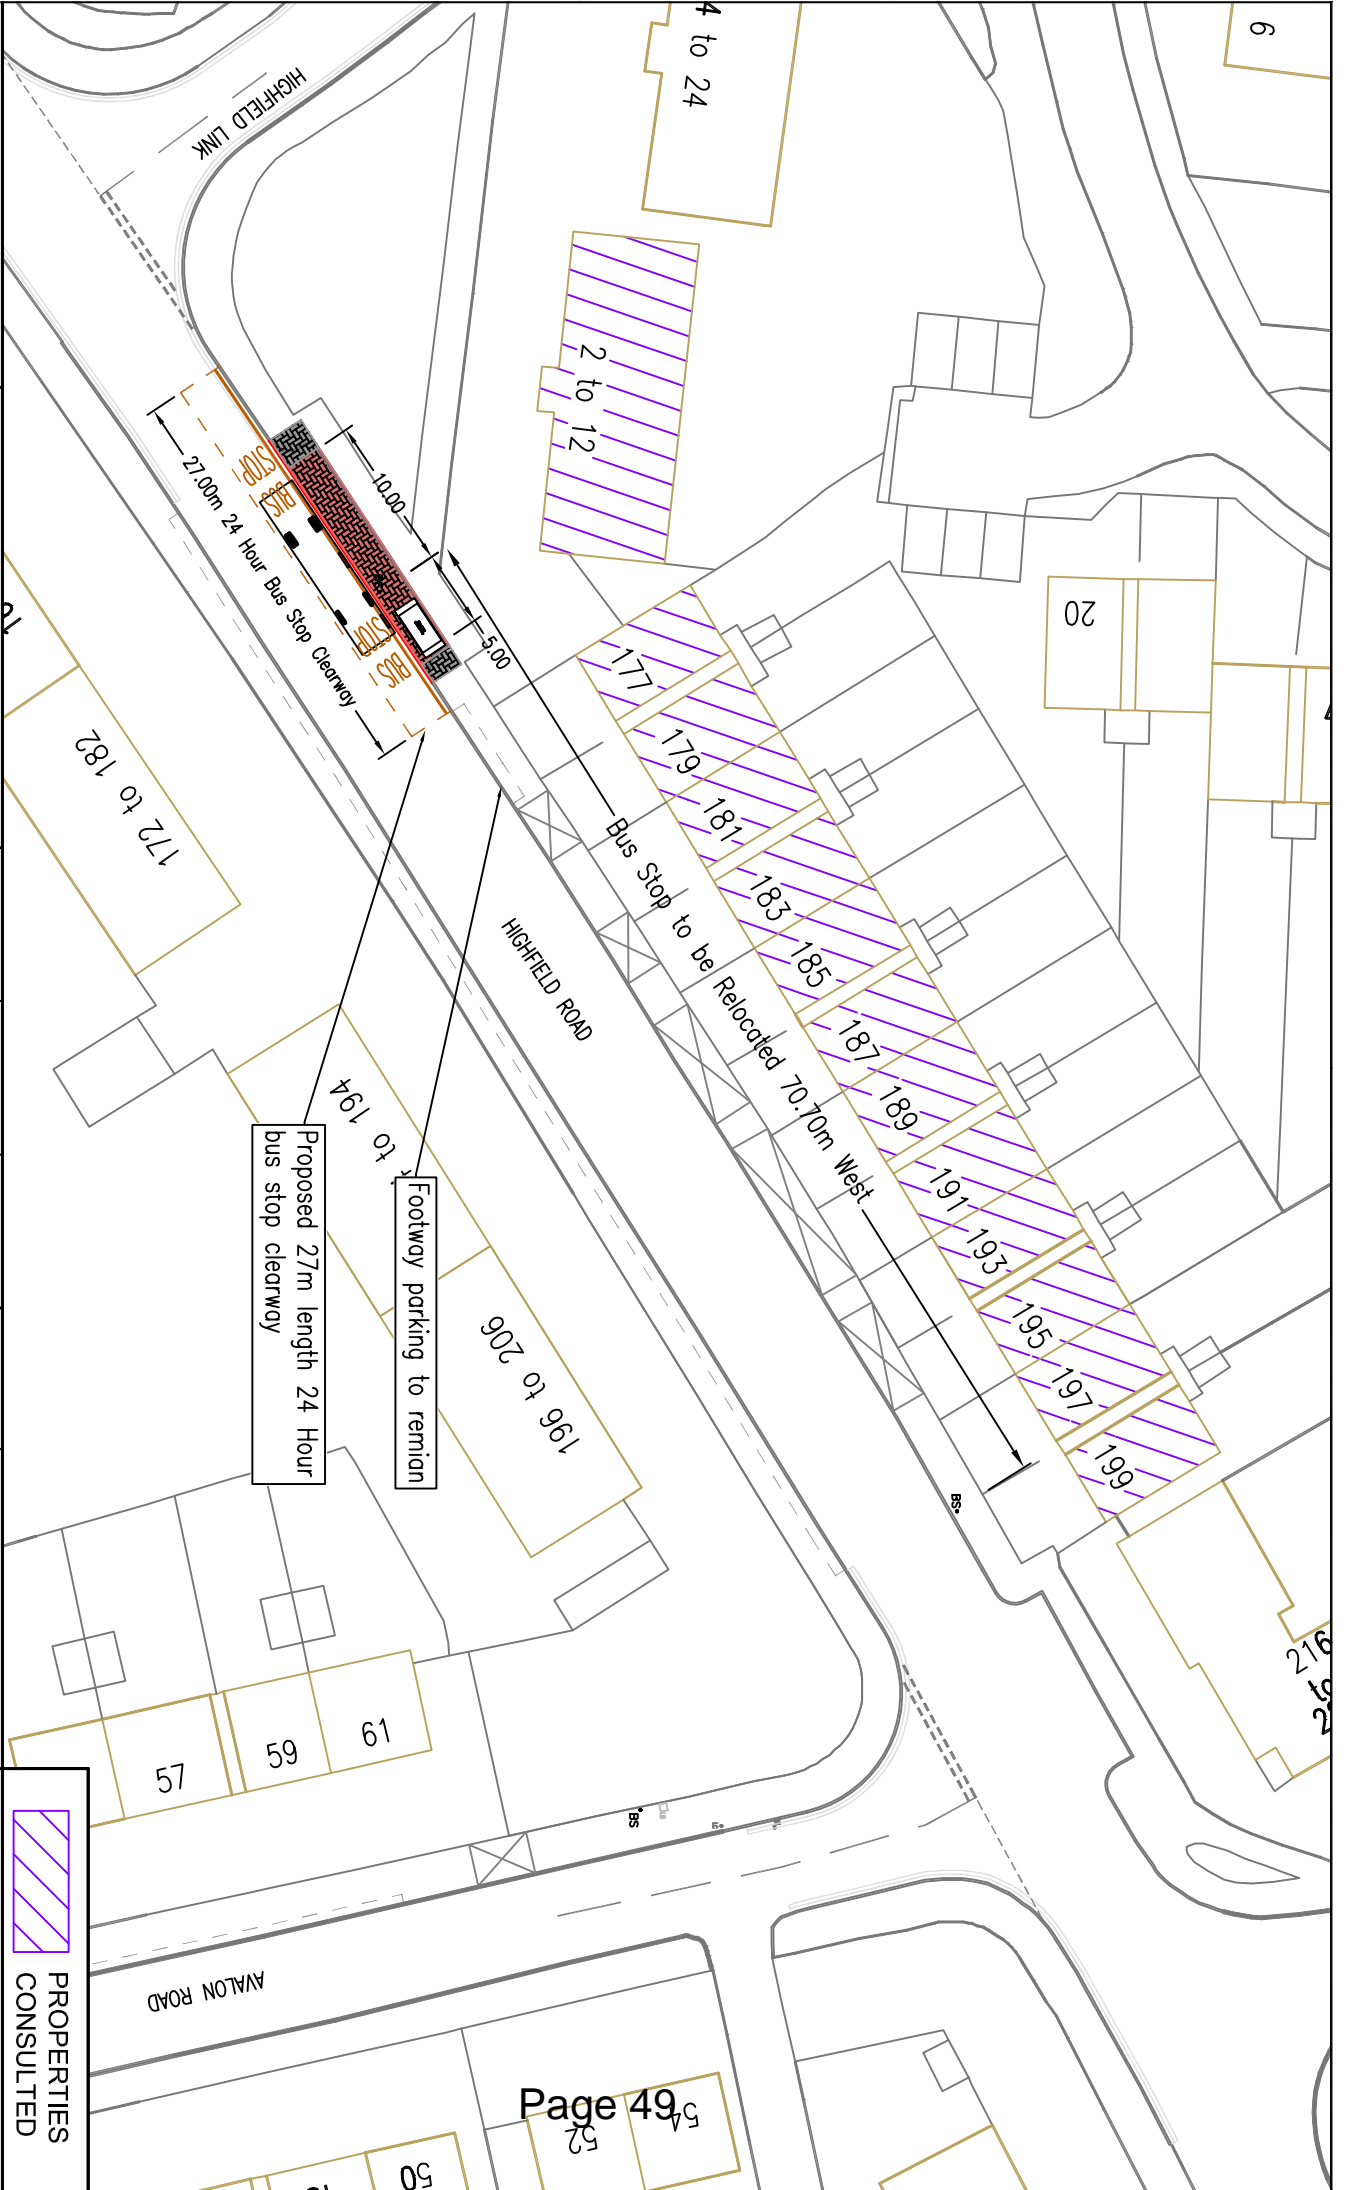 6
4 to 24
HIGHFIELD LINK
2 to 12
20
10.00
5.00
STOP
BUS
STOP
BUS
27.00m 24 Hour Bus Stop Clearway
177
179
181
183
185
187
189
191
193
195
197
199
Bus Stop to be Relocated 70.70m West
HIGHFIELD ROAD
172 to 182
to 194
196 to 206
Proposed 27m length 24 Hour
bus stop clearway
Footway parking to remian
BS
216
to
57
59
61
BS
AVALON ROAD
50
52
54
Page 49
PROPERTIES
CONSULTED